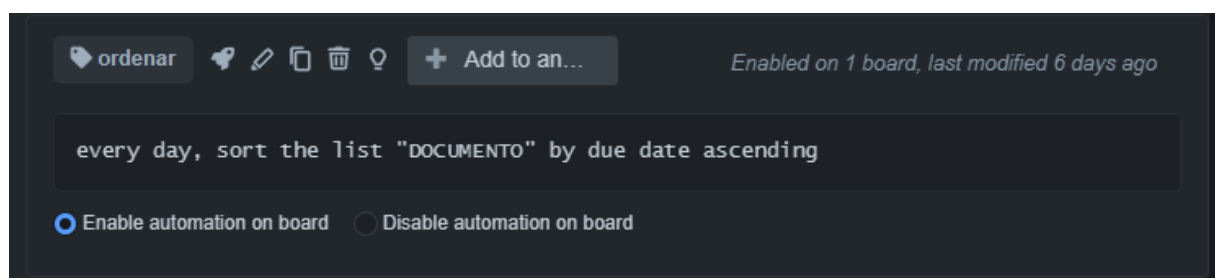 ordenar
+ Add to an...
Enabled on 1 board, last modified 6 days ago
every day, sort the list "DOCUMENTO" by due date ascending
Enable automation on board
Disable automation on board